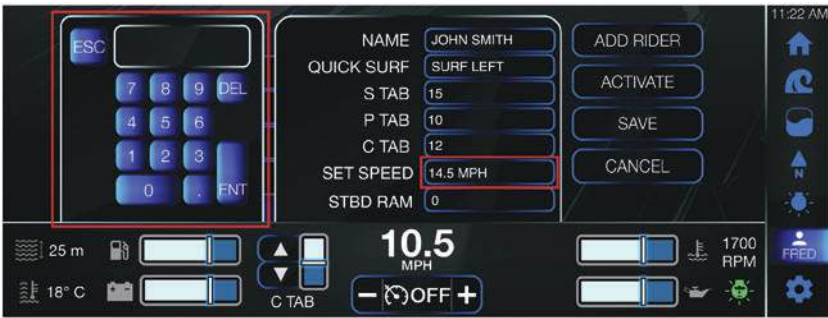 11:22 AM
ESC
7 8 9 DEL
4 5 6
1 2 3
0 . ENT
NAME JOHN SMITH
QUICK SURF SURF LEFT
S TAB 15
P TAB 10
C TAB 12
SET SPEED 14.5 MPH
STBD RAM 0
ADD RIDER
ACTIVATE
SAVE
CANCEL
N
FRED
25 m
18° C
C TAB
10.5
MPH
OFF
1700
RPM